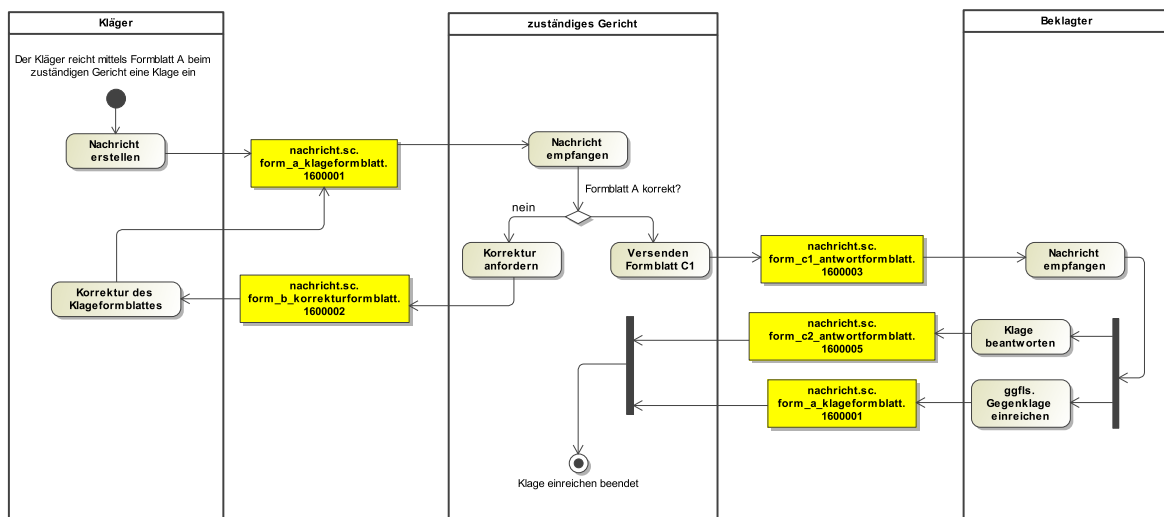 Kläger
zuständiges Gericht
Beklagter
Der Kläger reicht mittels Formblatt A beim
zuständigen Gericht eine Klage ein
Nachricht
erstellen
nachricht.sc.
form_a_klageformblatt.
1600001
Nachricht
empfangen
Formblatt A korrekt?
nein
Korrektur
anfordern
Versenden
Formblatt C1
nachricht.sc.
form_c1_antwortformblatt.
1600003
Nachricht
empfangen
Korrektur des
Klageformblattes
nachricht.sc.
form_b_korrekturformblatt.
1600002
nachricht.sc.
form_c2_antwortformblatt.
1600005
Klage
beantworten
nachricht.sc.
form_a_klageformblatt.
1600001
ggfls.
Gegenklage
einreichen
Klage einreichen beendet